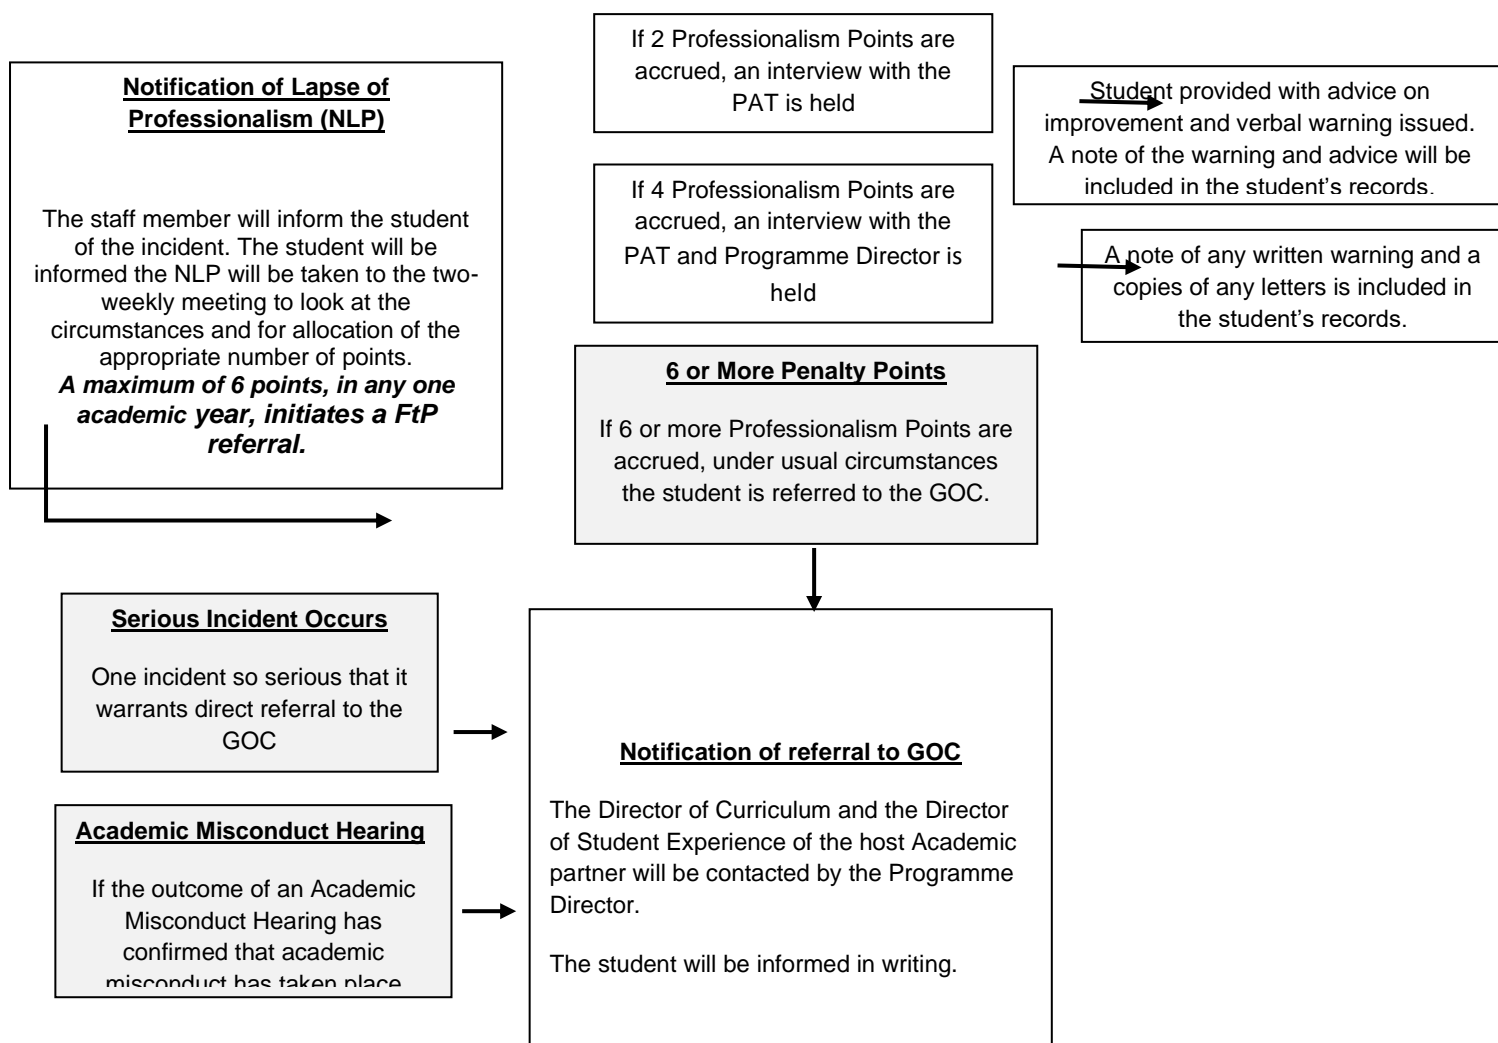 Notification of Lapse of
Professionalism (NLP)
The staff member will inform the student
of the incident. The student will be
informed the NLP will be taken to the two-
weekly meeting to look at the
circumstances and for allocation of the
appropriate number of points.
A maximum of 6 points, in any one
academic year, initiates a FtP
referral.
If 2 Professionalism Points are
accrued, an interview with the
PAT is held
Student provided with advice on
improvement and verbal warning issued.
A note of the warning and advice will be
included in the student’s records.
If 4 Professionalism Points are
accrued, an interview with the
PAT and Programme Director is
held
A note of any written warning and a
copies of any letters is included in
the student’s records.
6 or More Penalty Points
If 6 or more Professionalism Points are
accrued, under usual circumstances
the student is referred to the GOC.
Serious Incident Occurs
One incident so serious that it
warrants direct referral to the
GOC
Academic Misconduct Hearing
If the outcome of an Academic
Misconduct Hearing has
confirmed that academic
misconduct has taken place
Notification of referral to GOC
The Director of Curriculum and the Director
of Student Experience of the host Academic
partner will be contacted by the Programme
Director.
The student will be informed in writing.